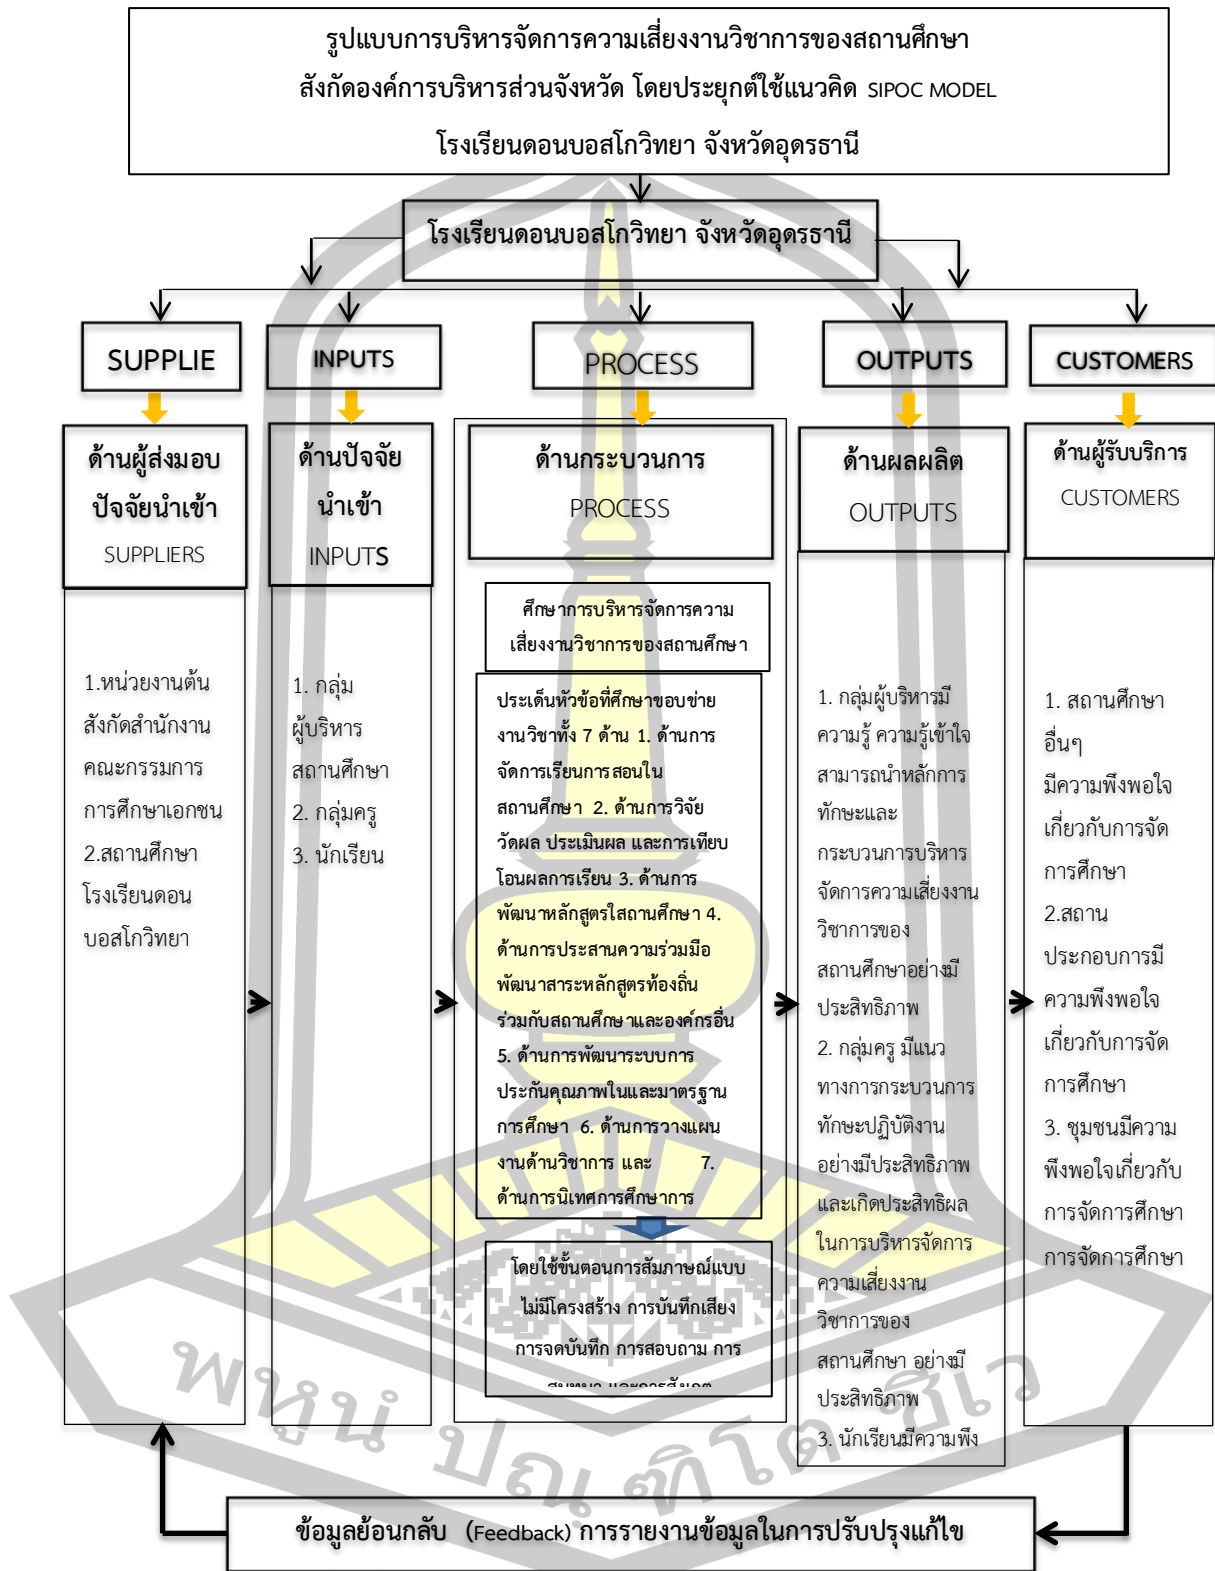 รูปแบบการบริหารจัดการความเสี่ยงงานวิชาการของสถานศึกษา
สังกัดองค์การบริหารส่วนจังหวัด โดยประยุกต์ใช้แนวคิด SIPOC MODEL
โรงเรียนดอนบอสโกวิทยา จังหวัดอุดรธานี
โรงเรียนดอนบอสโกวิทยา จังหวัดอุดรธานี
SUPPLIE
INPUTS
PROCESS
OUTPUTS
CUSTOMERS
ด้านผู้ส่งมอบ
ปัจจัยนำเข้า
SUPPLIERS
1.หน่วยงานต้น
สังกัดสำนักงาน
คณะกรรมการ
การศึกษาเอกชน
2.สถานศึกษา
โรงเรียนดอน
บอสโกวิทยา
ด้านปัจจัย
นำเข้า
INPUTS
1. กลุ่ม
ผู้บริหาร
สถานศึกษา
2. กลุ่มครู
3. นักเรียน
ด้านกระบวนการ
PROCESS
ศึกษาการบริหารจัดการความ
เสี่ยงงานวิชาการของสถานศึกษา
ประเด็นหัวข้อที่ศึกษาขอบข่าย
งานวิชาทั้ง 7 ด้าน 1. ด้านการ
จัดการเรียนการสอนใน
สถานศึกษา 2. ด้านการวิจัย
วัดผล ประเมินผล และการเทียบ
โอนผลการเรียน 3. ด้านการ
พัฒนาหลักสูตรใสถานศึกษา 4.
ด้านการประสานความร่วมมือ
พัฒนาสาระหลักสูตรท้องถิ่น
ร่วมกับสถานศึกษาและองค์กรอื่น
5. ด้านการพัฒนาระบบการ
ประกันคุณภาพในและมาตรฐาน
การศึกษา 6. ด้านการวางแผน
งานด้านวิชาการ และ 7.
ด้านการนิเทศการศึกษาการ
โดยใช้ขั้นตอนการสัมภาษณ์แบบ
ไม่มีโครงสร้าง การบันทึกเสียง
การจดบันทึก การสอบถาม การ
สนทนา และการสังเกต
ด้านผลผลิต
OUTPUTS
1. กลุ่มผู้บริหารมี
ความรู้ ความรู้เข้าใจ
สามารถนำหลักการ
ทักษะและ
กระบวนการบริหาร
จัดการความเสี่ยงงาน
วิชาการของ
สถานศึกษาอย่างมี
ประสิทธิภาพ
2. กลุ่มครู มีแนว
ทางการกระบวนการ
ทักษะปฏิบัติงาน
อย่างมีประสิทธิภาพ
และเกิดประสิทธิผล
ในการบริหารจัดการ
ความเสี่ยงงาน
วิชาการของ
สถานศึกษา อย่างมี
ประสิทธิภาพ
3. นักเรียนมีความพึง
ด้านผู้รับบริการ
CUSTOMERS
1. สถานศึกษา
อื่นๆ
มีความพึงพอใจ
เกี่ยวกับการจัด
การศึกษา
2.สถาน
ประกอบการมี
ความพึงพอใจ
เกี่ยวกับการจัด
การศึกษา
3. ชุมชนมีความ
พึงพอใจเกี่ยวกับ
การจัดการศึกษา
การจัดการศึกษา
พหูนํ ปณฺฑิโต ชีเว
ข้อมูลย้อนกลับ (Feedback) การรายงานข้อมูลในการปรับปรุงแก้ไข